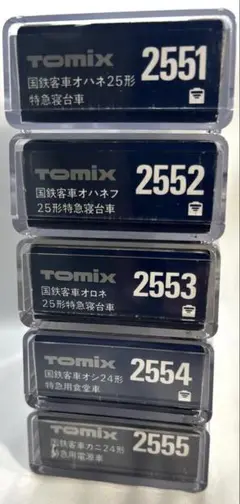 TOMIX
2551
国鉄客車オハネ25形
特急寝台車
TOMIX
2552
国鉄客車オハネフ
25形特急寝台車
TOMIX
2553
国鉄客車オロネ
25形特急寝台車
TOMIX
2554
国鉄客車オシ24形
特急用食堂車
TOMIX
2555
国鉄客車カニ24形
特急用電源車